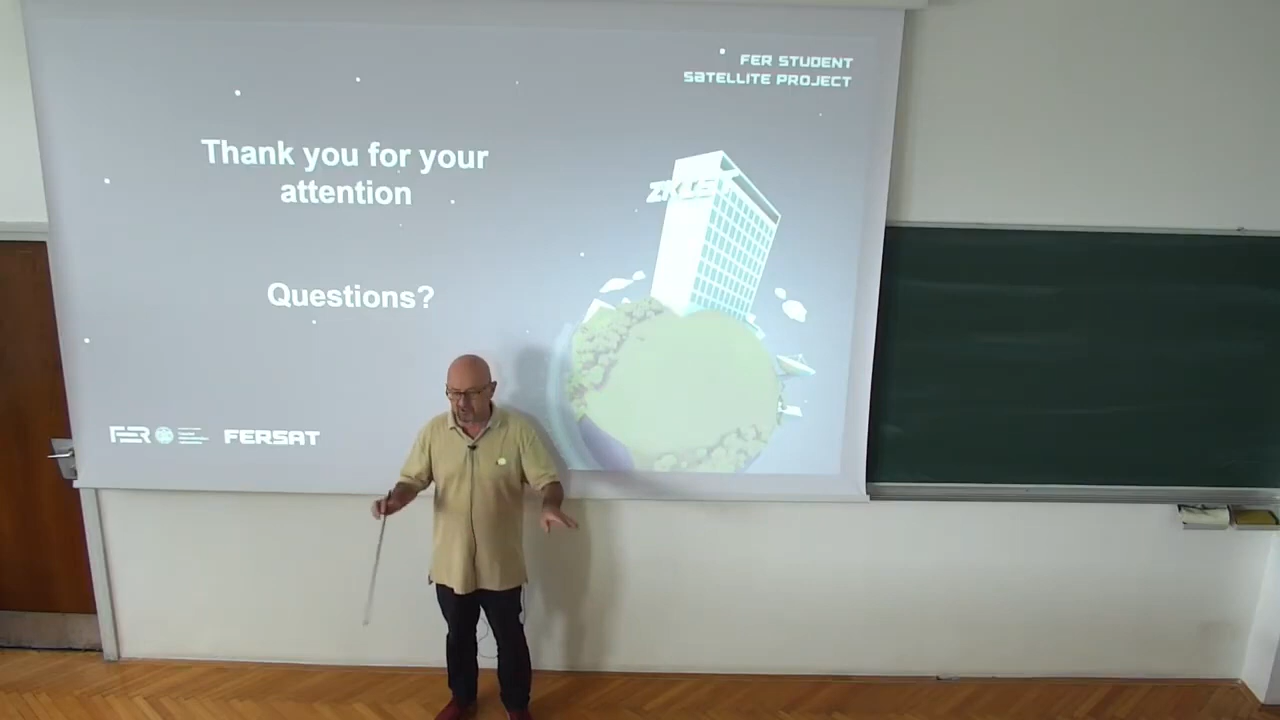 FER STUDENT
SATELLITE PROJECT
Thank you for your
attention
Questions?
FER
FERSAT